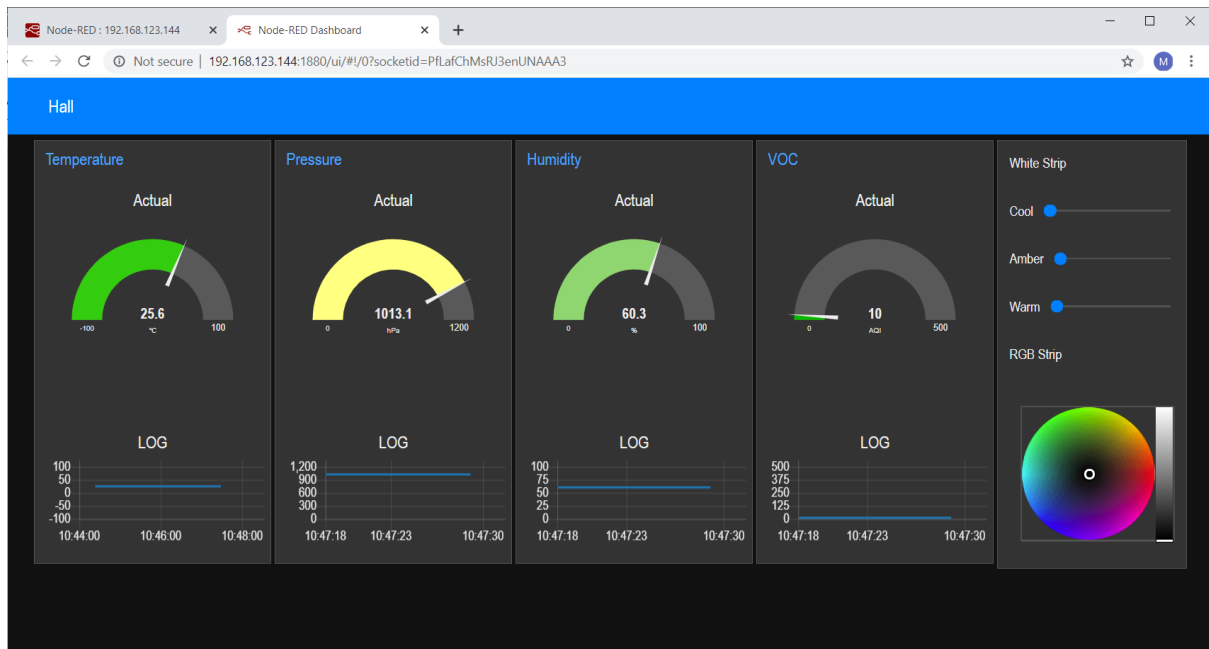 Node-RED : 192.168.123.144
Node-RED Dashboard
Not secure | 192.168.123.144:1880/ui/#!/0?socketid=PfLafChMsRJ3enUNAAA3
M
Hall
Temperature
Actual
25.6
-100 °C 100
LOG
100
50
0
-50
-100
10:44:00 10:46:00 10:48:00
Pressure
Actual
1013.1
0 hPa 1200
LOG
1,200
900
600
300
0
10:47:18 10:47:23 10:47:30
Humidity
Actual
60.3
0 % 100
LOG
100
75
50
25
0
10:47:18 10:47:23 10:47:30
VOC
Actual
10
0 AQI 500
LOG
500
375
250
125
0
10:47:18 10:47:23 10:47:30
White Strip
Cool
Amber
Warm
RGB Strip